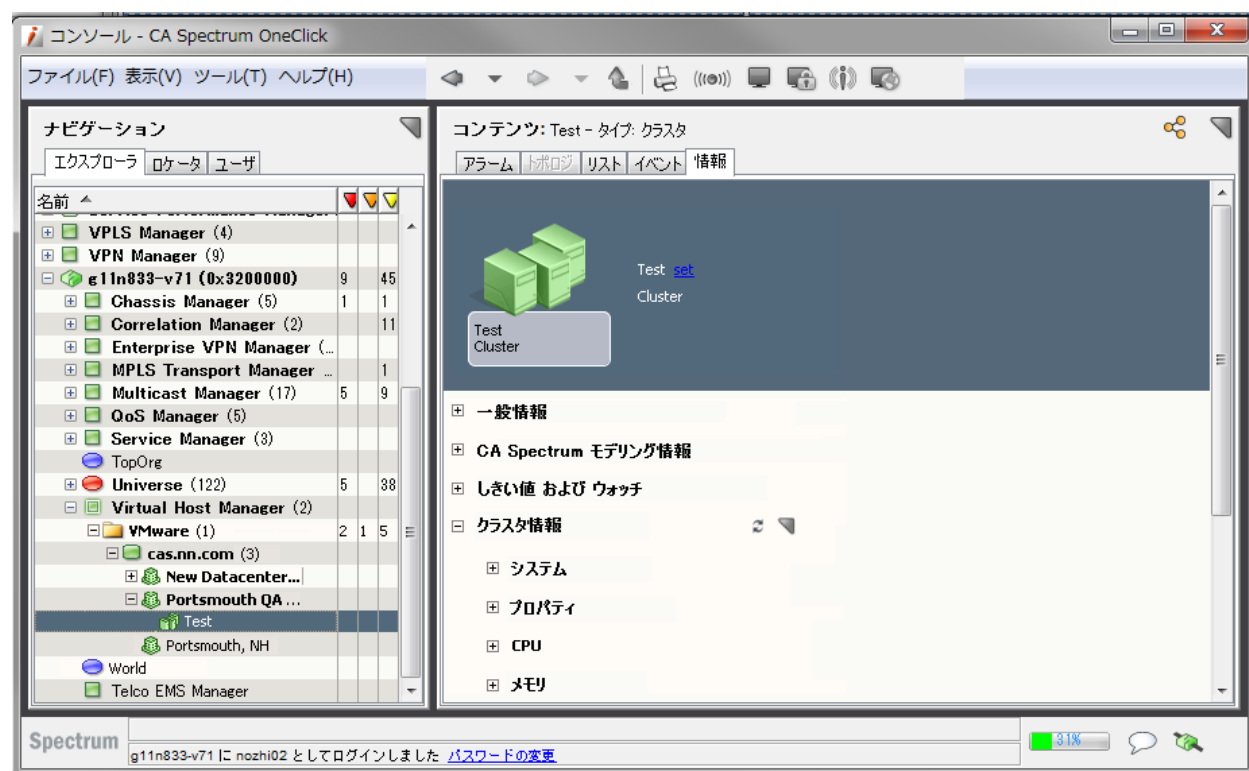 コンソール - CA Spectrum OneClick
ファイル(F) 表示(V) ツール(T) ヘルプ(H)
ナビゲーション
エクスプローラ ロケータ ユーザ
名前
VPLS Manager (4)
VPN Manager (9)
g11n833-v71 (0x3200000) 9 45
Chassis Manager (5) 1 1
Correlation Manager (2) 11
Enterprise VPN Manager (...
MPLS Transport Manager ... 1
Multicast Manager (17) 5 9
QoS Manager (5)
Service Manager (3)
TopOrg
Universe (122) 5 38
Virtual Host Manager (2)
VMware (1) 2 1 5
cas.nn.com (3)
New Datacenter...
Portsmouth QA ...
Test
Portsmouth, NH
World
Telco EMS Manager
コンテンツ: Test - タイプ: クラスタ
アラーム トポロジ リスト イベント 情報
Test set
Cluster
Test
Cluster
一般情報
CA Spectrum モデリング情報
しきい値 および ウォッチ
クラスタ情報
システム
プロパティ
CPU
メモリ
Spectrum
g11n833-v71 に nozhi02 としてログインしました パスワードの変更
31%